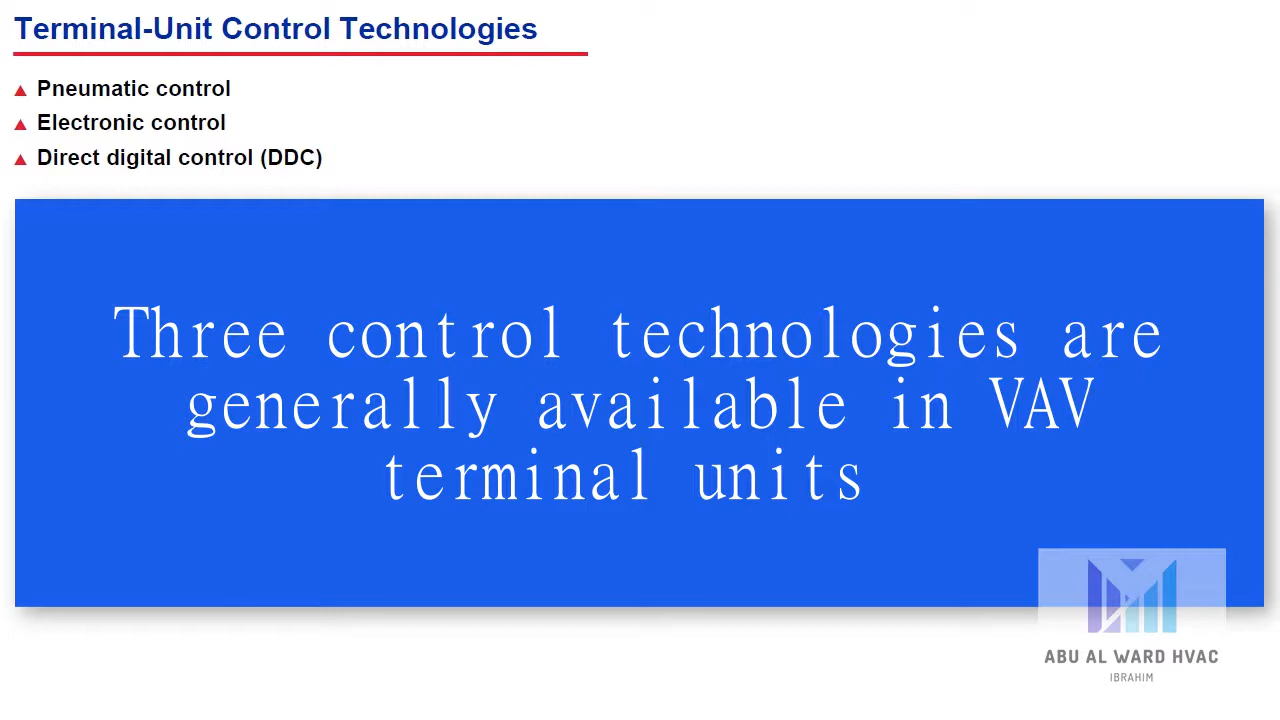 Terminal-Unit Control Technologies
Pneumatic control
Electronic control
Direct digital control (DDC)
Three control technologies are
generally available in VAV
terminal units
ABU AL WARD HVAC
IBRAHIM